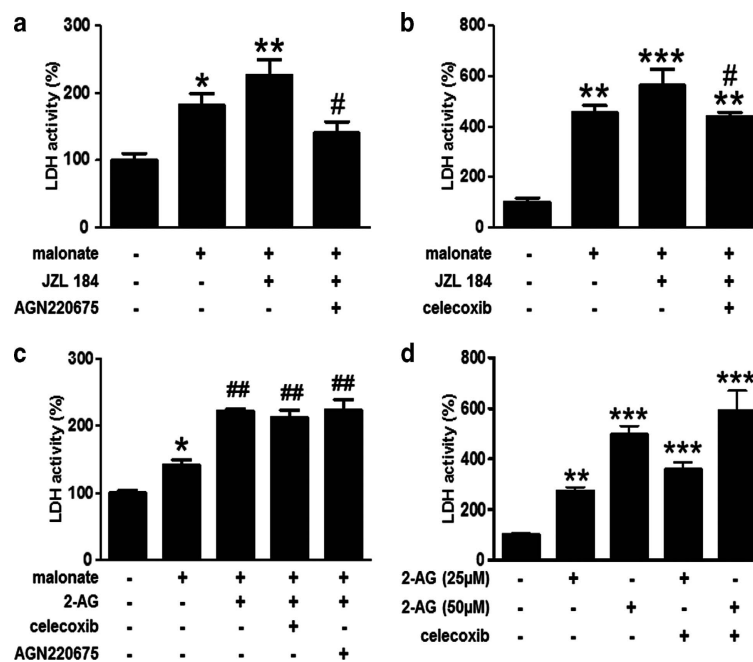 a
300
200
100
0
LDH activity (%)
* ** #
malonate - + + +
JZL 184 - - + +
AGN220675 - - - +
b
800
600
400
200
0
LDH activity (%)
** *** # **
malonate - + + +
JZL 184 - - + +
celecoxib - - - +
c
300
200
100
0
LDH activity (%)
* ## ## ##
malonate - + + + +
2-AG - - + + +
celecoxib - - - + -
AGN220675 - - - - +
d
800
600
400
200
0
LDH activity (%)
** *** *** ***
2-AG (25µM) - + - + -
2-AG (50µM) - - + - +
celecoxib - - - + +